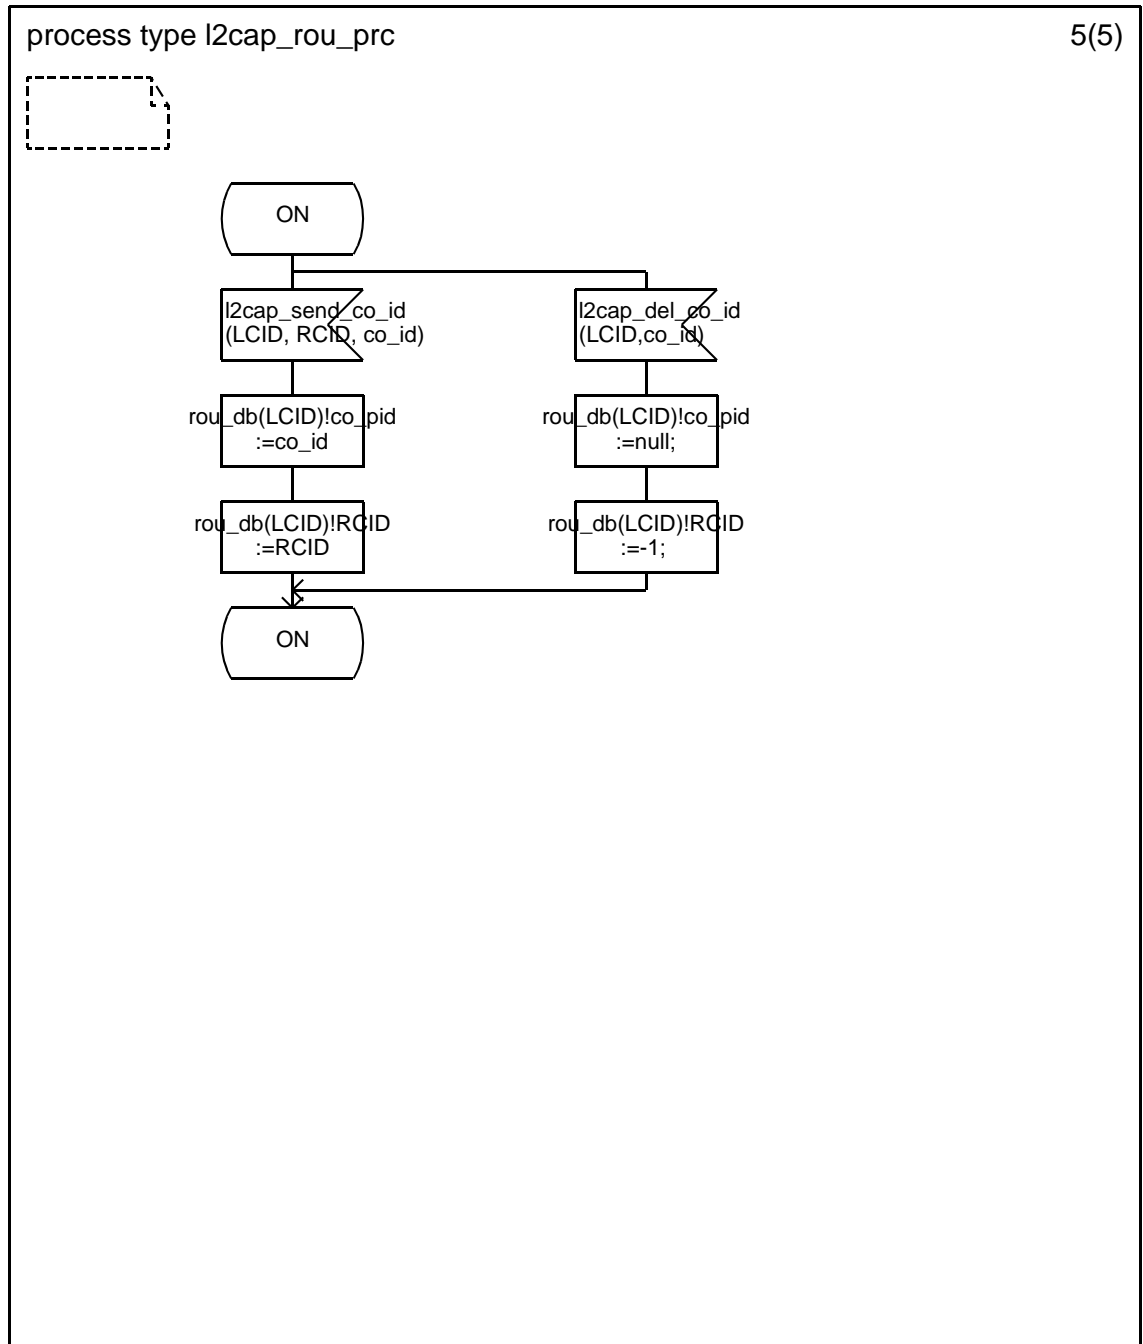 process type l2cap_rou_prc
5(5)
ON
l2cap_send_co_id
(LCID, RCID, co_id)
l2cap_del_co_id
(LCID,co_id)
rou_db(LCID)!co_pid
:=co_id
rou_db(LCID)!co_pid
:=null;
rou_db(LCID)!RCID
:=RCID
rou_db(LCID)!RCID
:=-1;
ON